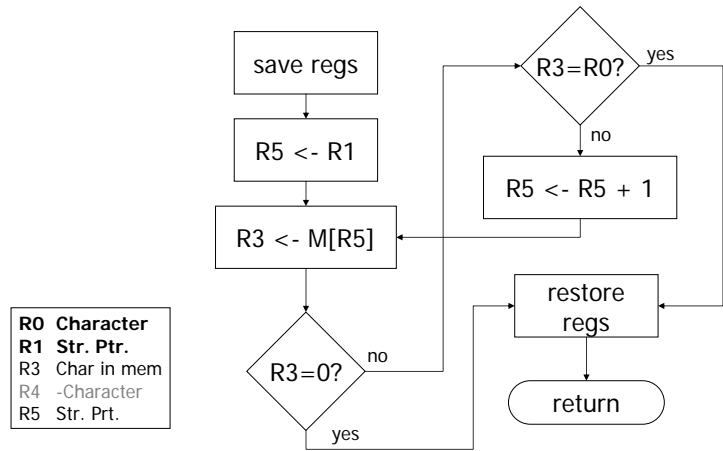 save regs
R5 <- R1
R3 <- M[R5]
R3=0?
no
yes
R3=R0?
yes
no
R5 <- R5 + 1
restore
regs
return
R0 Character
R1 Str. Ptr.
R3 Char in mem
R4 -Character
R5 Str. Prt.